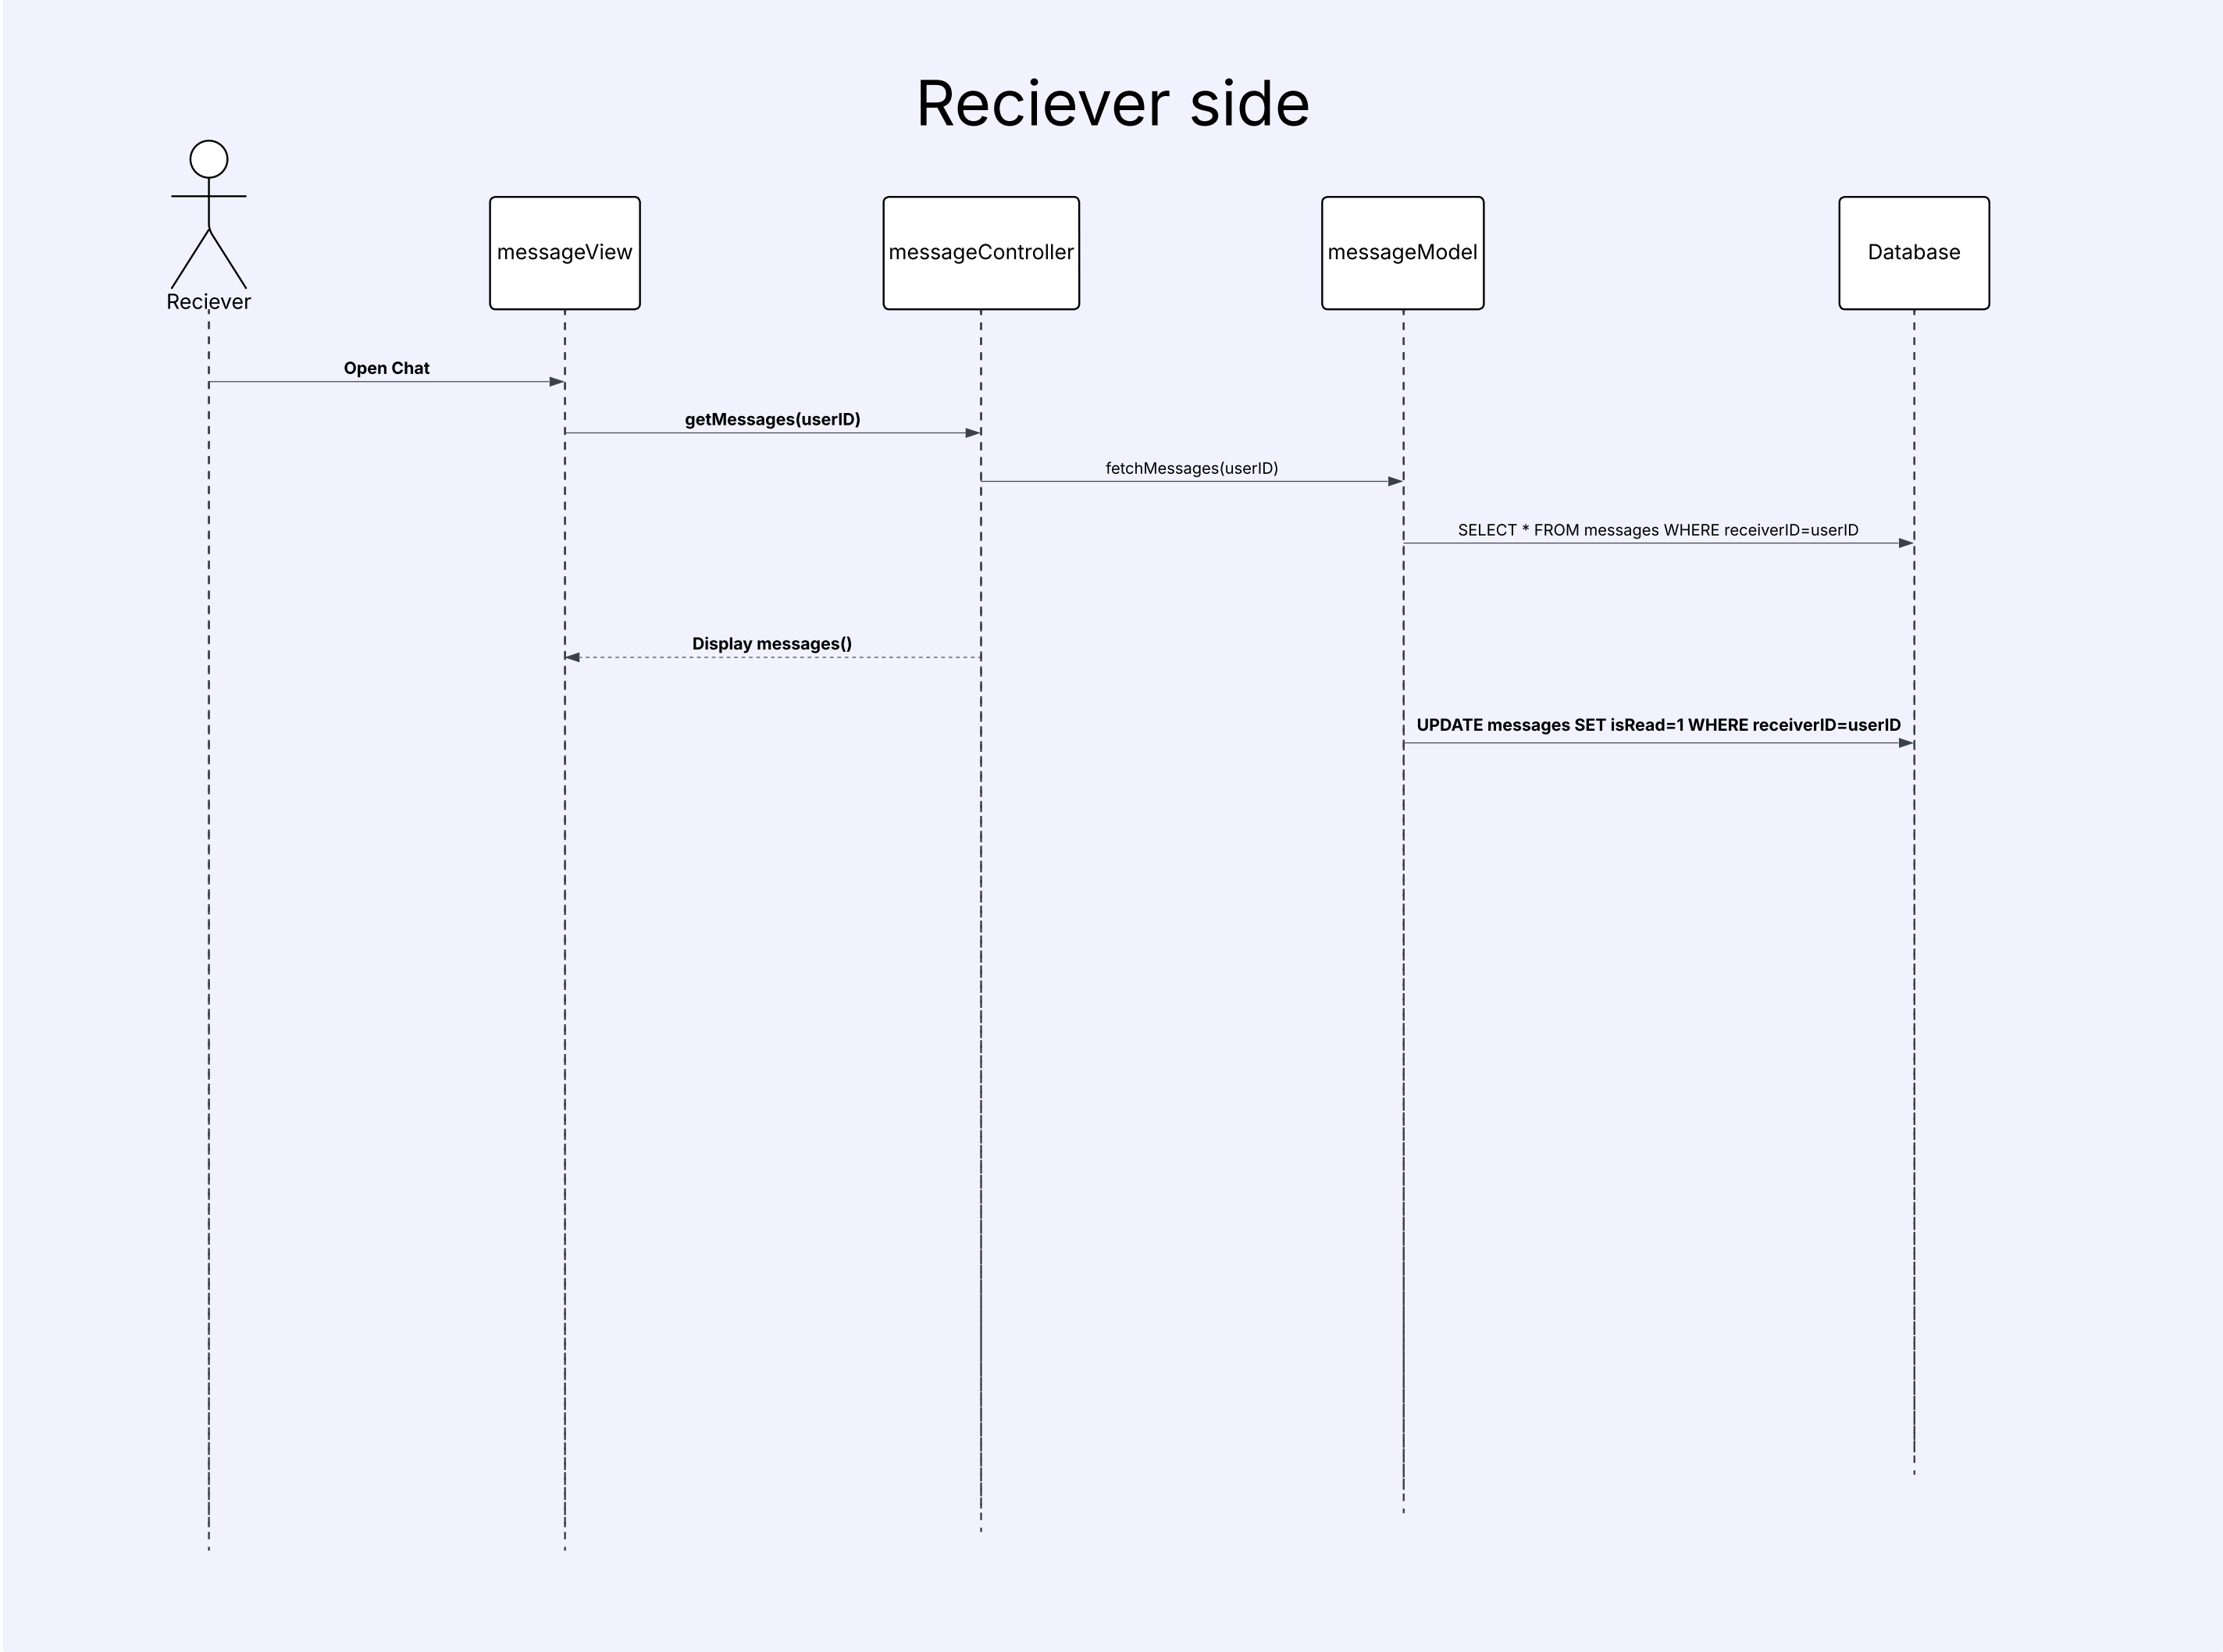 Reciever side
Reciever
messageView
messageController
messageModel
Database
Open Chat
getMessages(userID)
fetchMessages(userID)
SELECT * FROM messages WHERE receiverID=userID
Display messages()
UPDATE messages SET isRead=1 WHERE receiverID=userID